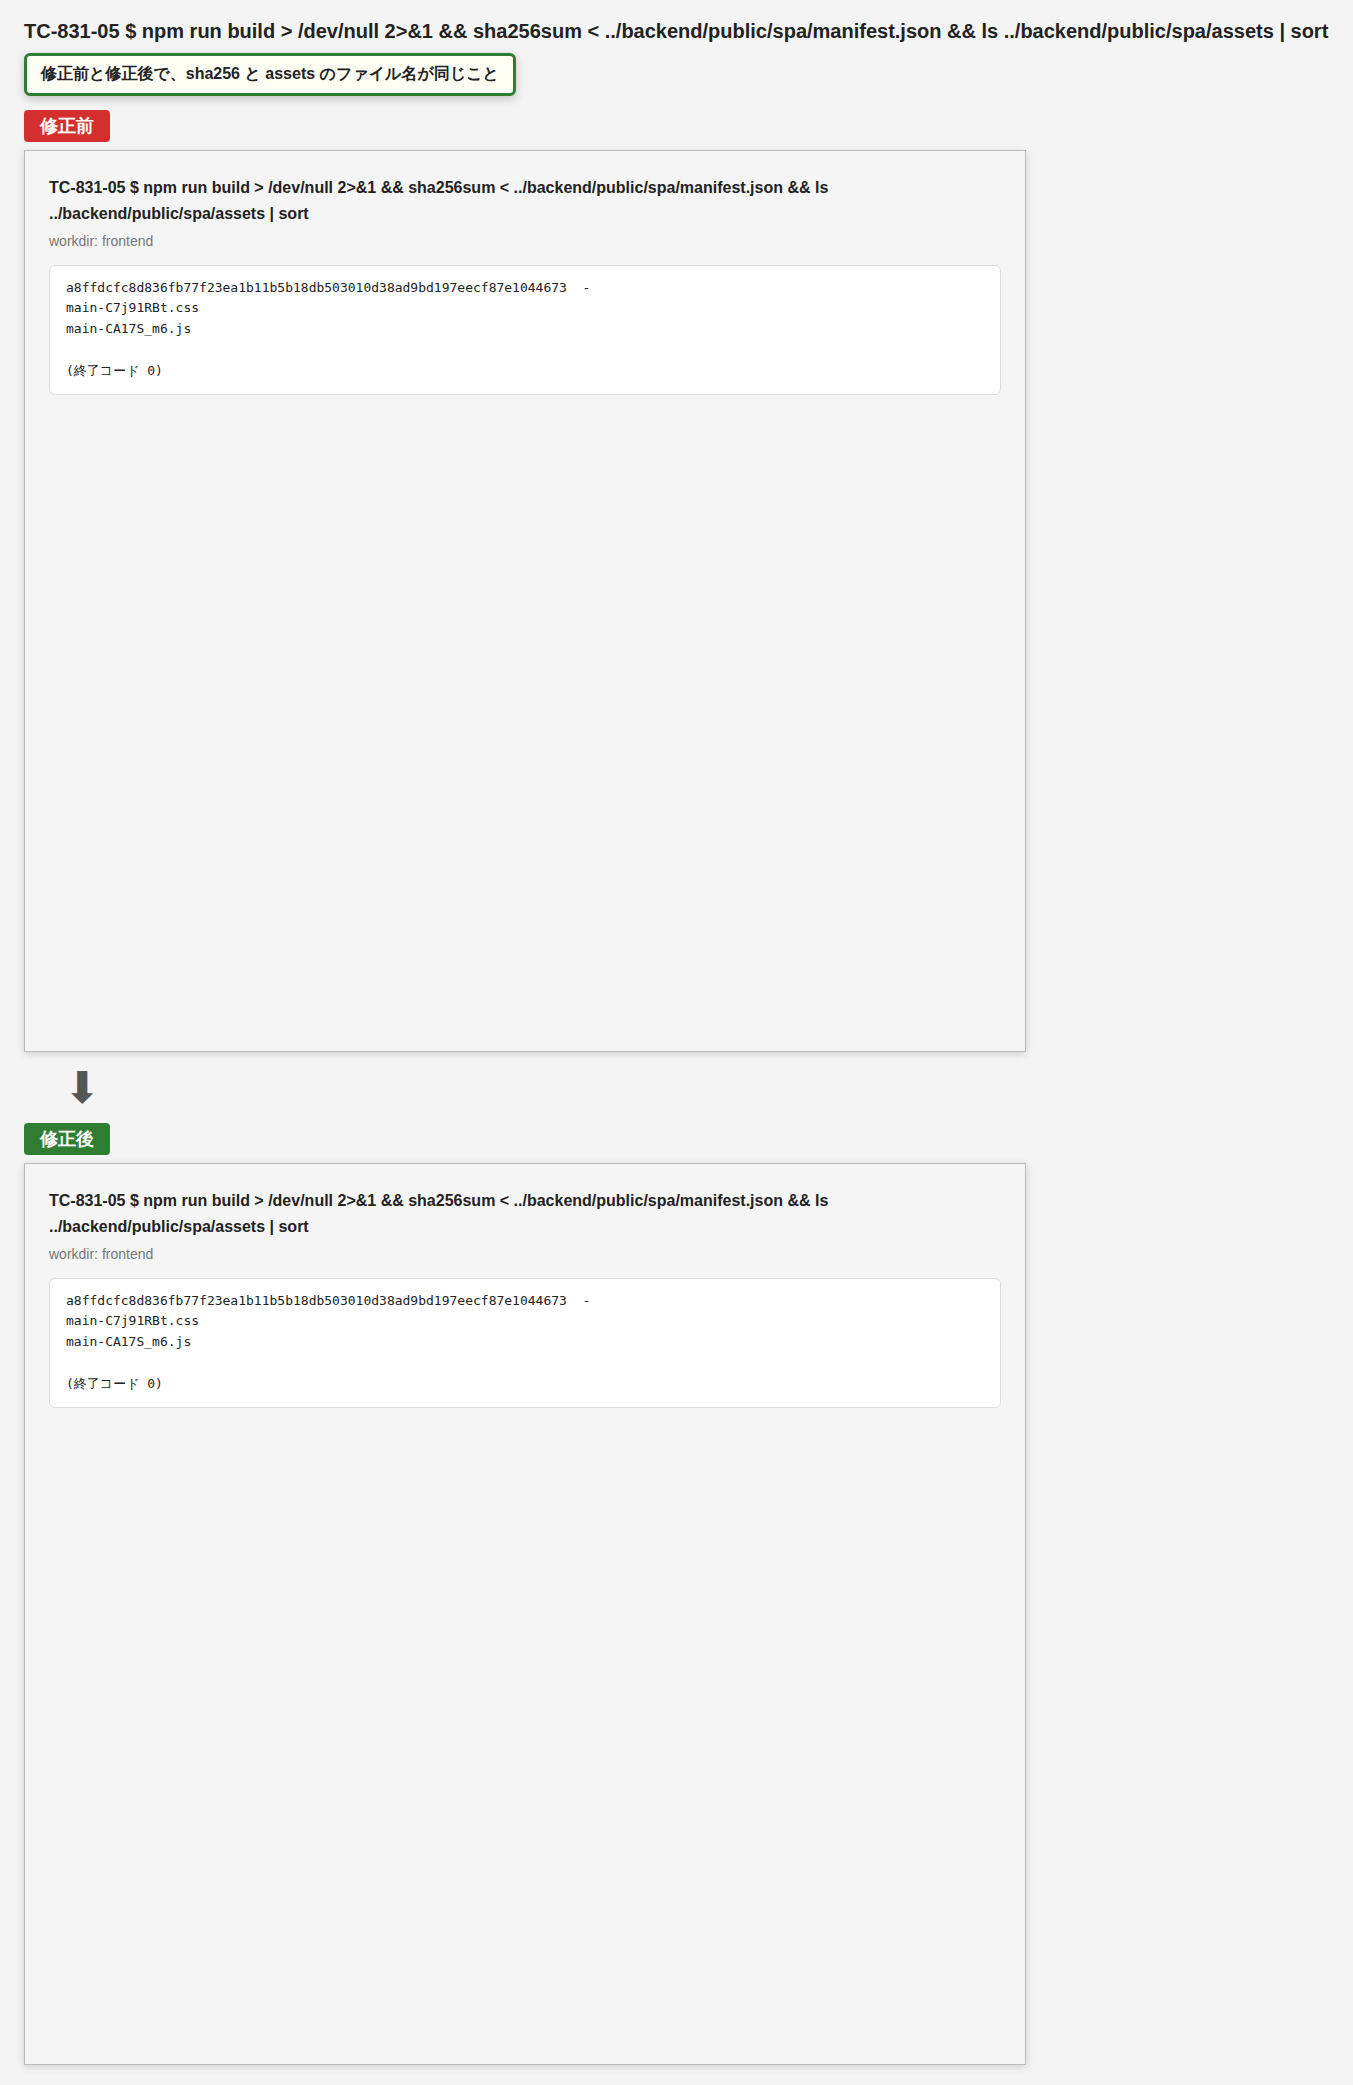 TC-831-05 $ npm run build > /dev/null 2>&1 && sha256sum < ../backend/public/spa/manifest.json && ls ../backend/public/spa/assets | sort
修正前と修正後で、sha256 と assets のファイル名が同じこと
修正前
TC-831-05 $ npm run build > /dev/null 2>&1 && sha256sum < ../backend/public/spa/manifest.json && ls
../backend/public/spa/assets | sort
workdir: frontend
a8ffdcfc8d836fb77f23ea1b11b5b18db503010d38ad9bd197eecf87e1044673  -
main-C7j91RBt.css
main-CA17S_m6.js
(終了コード 0)
⬇
修正後
TC-831-05 $ npm run build > /dev/null 2>&1 && sha256sum < ../backend/public/spa/manifest.json && ls
../backend/public/spa/assets | sort
workdir: frontend
a8ffdcfc8d836fb77f23ea1b11b5b18db503010d38ad9bd197eecf87e1044673  -
main-C7j91RBt.css
main-CA17S_m6.js
(終了コード 0)